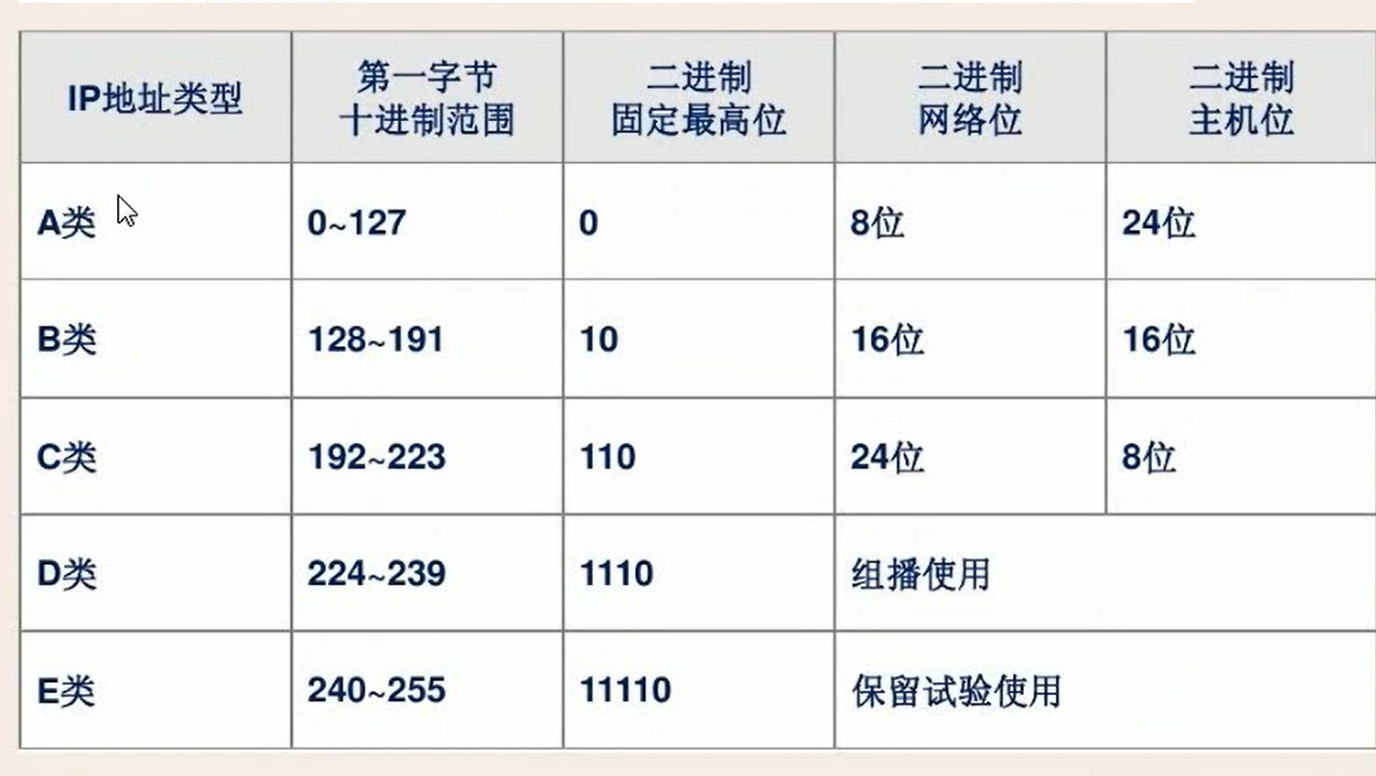 IP地址类型
第一字节
十进制范围
二进制
固定最高位
二进制
网络位
二进制
主机位
A类
0~127
0
8位
24位
B类
128~191
10
16位
16位
C类
192~223
110
24位
8位
D类
224~239
1110
组播使用
E类
240~255
11110
保留试验使用